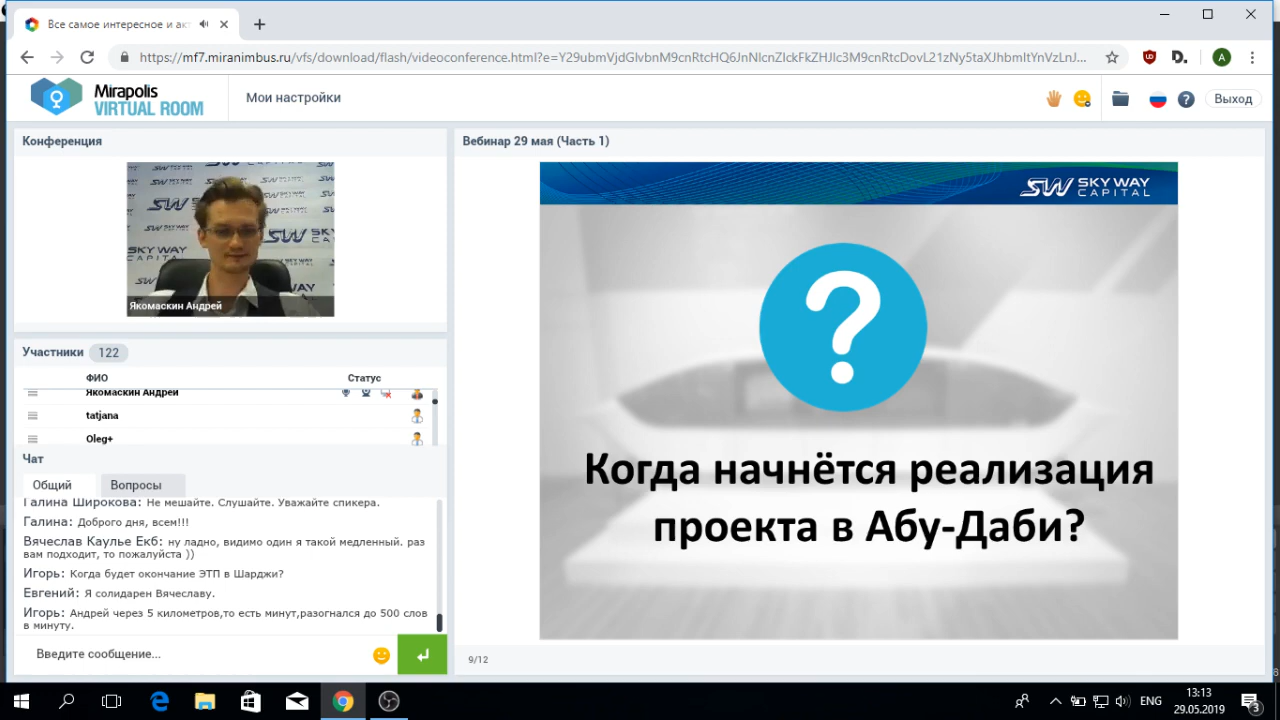 Все самое интересное и акт
https://mf7.miranimbus.ru/vfs/download/flash/videoconference.html?e=Y29ubmVjdGlvbnM9cnRtcHQ6JnNlcnZlckFkZHJlc3M9cnRtcDovL21zNy5taXJhbmltYnVzLnJ...
Mirapolis
VIRTUAL ROOM
Мои настройки
Выход
Конференция
Вебинар 29 мая (Часть 1)
SKY WAY
CAPITAL
Якомаскин Андрей
Участники 122
ФИО Статус
Якомаскин Андрей
tatjana
Oleg+
Чат
Общий Вопросы
Галина Широкова: Не мешайте. Слушайте. Уважайте спикера.
Галина: Доброго дня, всем!!!
Вячеслав Каулье Екб: ну ладно, видимо один я такой медленный. раз
вам подходит, то пожалуйста ))
Игорь: Когда будет окончание ЭТП в Шарджи?
Евгений: Я солидарен Вячеславу.
Игорь: Андрей через 5 километров,то есть минут,разогнался до 500 слов
в минуту.
Введите сообщение...
?
Когда начнётся реализация
проекта в Абу-Даби?
9/12
ENG
13:13
29.05.2019
3